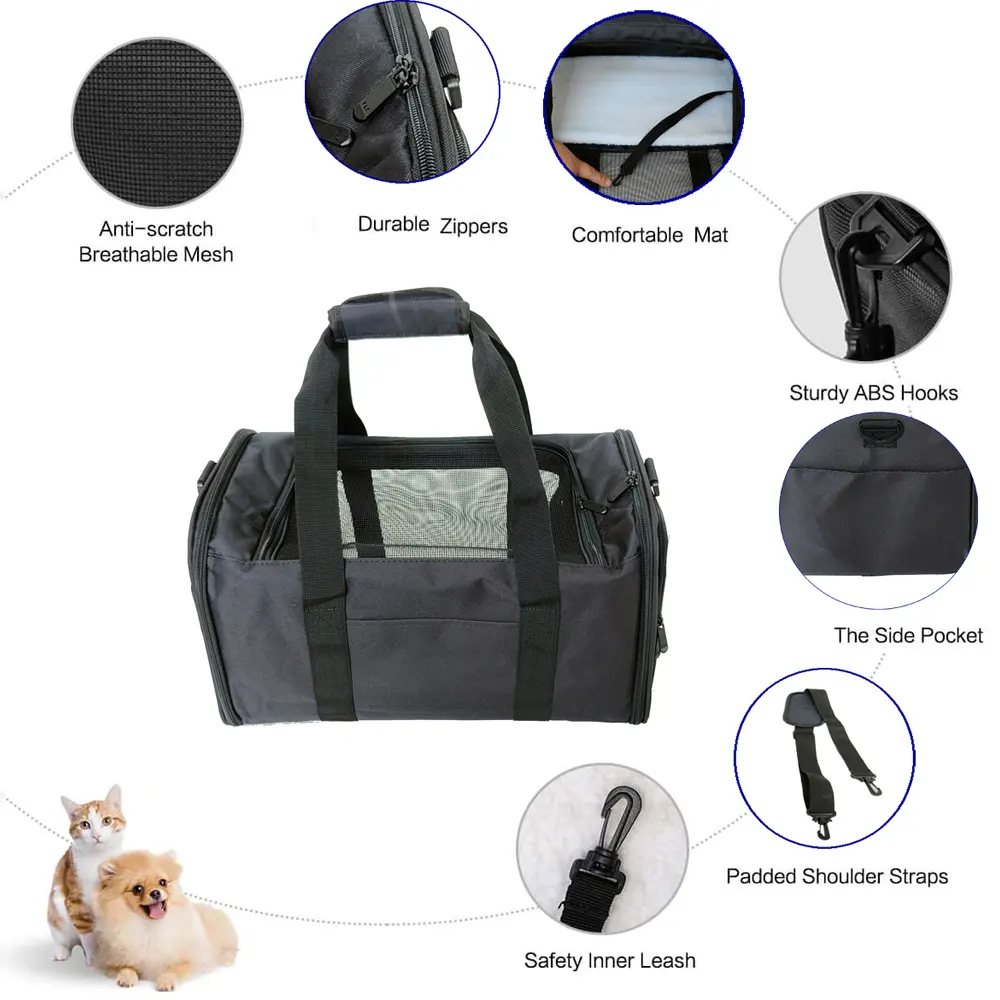 Anti-scratch
Breathable Mesh
Durable Zippers
Comfortable Mat
Sturdy ABS Hooks
The Side Pocket
Padded Shoulder Straps
Safety Inner Leash